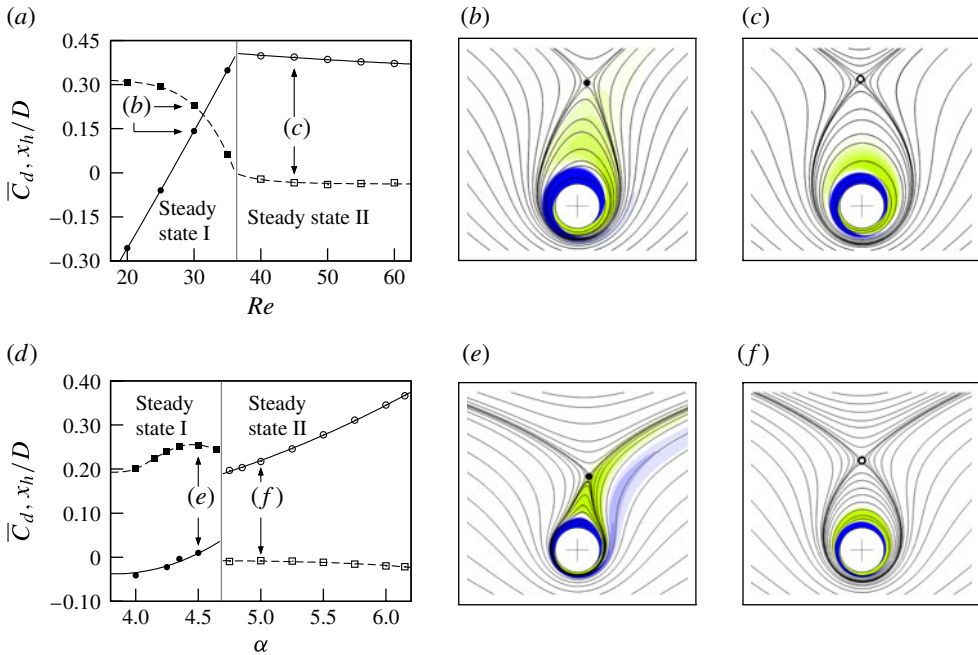 (a)
(b)
(c)
0.45
0.30
0.15
0
−0.15
−0.30
C̅d, xh/D
(b)
(c)
Steady
state I
Steady state II
20
30
40
50
60
Re
(d)
(e)
(f)
0.40
0.30
0.20
0.10
0
−0.10
C̅d, xh/D
Steady
state I
Steady
state II
(e)
(f)
4.0
4.5
5.0
5.5
6.0
α